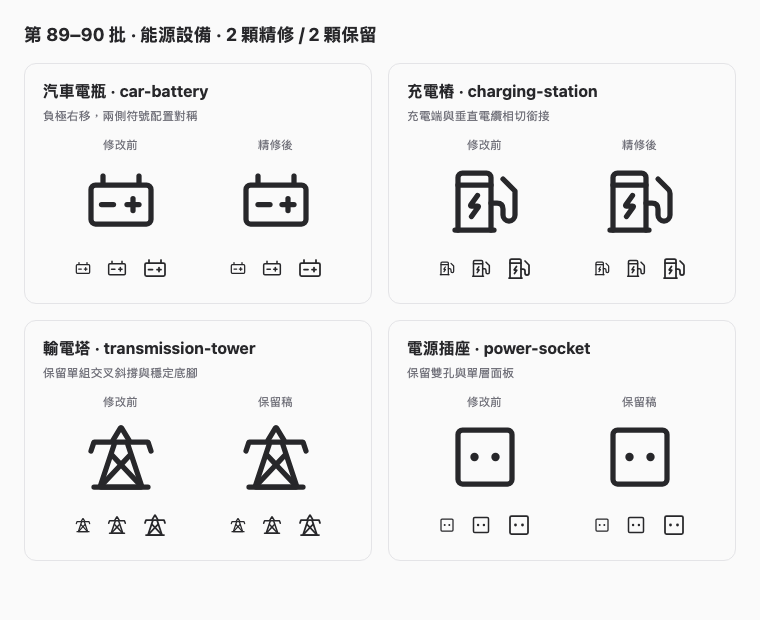 第 89–90 批 · 能源設備 · 2 顆精修 / 2 顆保留
汽車電瓶 · car-battery
負極右移，兩側符號配置對稱
修改前
精修後
充電樁 · charging-station
充電端與垂直電纜相切銜接
修改前
精修後
輸電塔 · transmission-tower
保留單組交叉斜撐與穩定底腳
修改前
保留稿
電源插座 · power-socket
保留雙孔與單層面板
修改前
保留稿